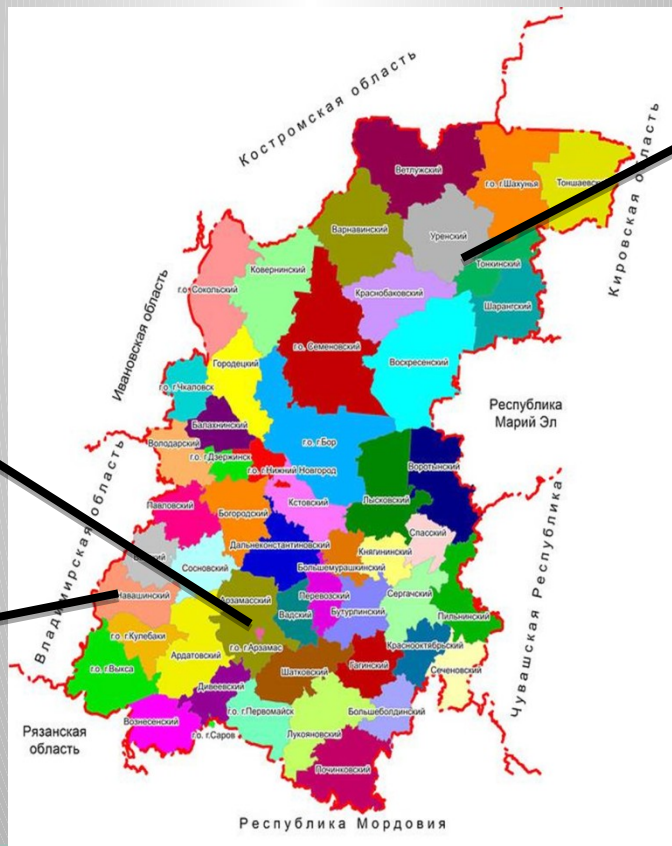 Костромская область
Кировская область
Ивановская область
Владимирская область
Рязанская
область
Республика Мордовия
Чувашская Республика
Республика
Марий Эл
Ветлужский
г.о. г.Шахунья
Варнавинский
Уренский
Тонкинский
Шарангский
Ковернинский
г.о. Сокольский
Краснобаковский
г.о. Семеновский
Воскресенский
Городецкий
г.о. г.Чкаловск
Балахнинский
г.о. г.Бор
Володарский
г.о. г.Дзержинск
г.о. г.Нижний Новгород
Воротынский
Кстовский
Лысковский
Павловский
Богородский
Спасский
Дальнеконстантиновский
Княгининский
Большемурашкинский
Сосновский
Сергачский
Пильнинский
Навашинский
Арзамасский
Перевозский
Вадский
Бутурлинский
г.о. г.Кулебаки
г.о. г.Арзамас
Краснооктябрьский
Ардатовский
Гагинский
Сеченовский
г.о. г.Выкса
Шатковский
Дивеевский
Вознесенский
г.о. г.Первомайск
Большеболдинский
г.о. г.Саров
Лукояновский
Починковский